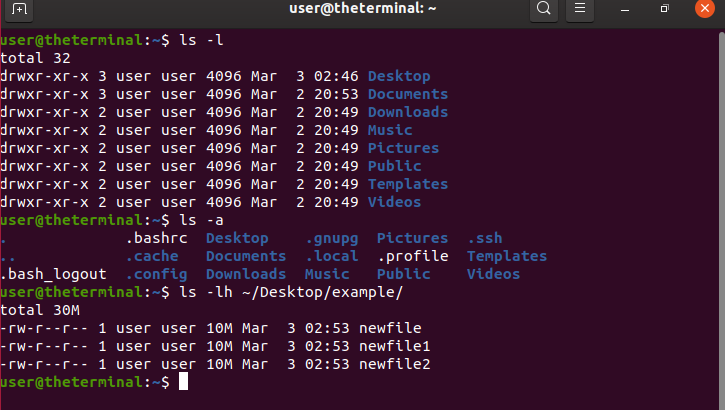 user@theterminal: ~
user@theterminal:~$ ls -l
total 32
drwxr-xr-x 3 user user 4096 Mar  3 02:46 Desktop
drwxr-xr-x 3 user user 4096 Mar  2 20:53 Documents
drwxr-xr-x 2 user user 4096 Mar  2 20:49 Downloads
drwxr-xr-x 2 user user 4096 Mar  2 20:49 Music
drwxr-xr-x 2 user user 4096 Mar  2 20:49 Pictures
drwxr-xr-x 2 user user 4096 Mar  2 20:49 Public
drwxr-xr-x 2 user user 4096 Mar  2 20:49 Templates
drwxr-xr-x 2 user user 4096 Mar  2 20:49 Videos
user@theterminal:~$ ls -a
.             .bashrc  Desktop    .gnupg  Pictures  .ssh
..            .cache   Documents  .local  .profile  Templates
.bash_logout  .config  Downloads  Music   Public    Videos
user@theterminal:~$ ls -lh ~/Desktop/example/
total 30M
-rw-r--r-- 1 user user 10M Mar  3 02:53 newfile
-rw-r--r-- 1 user user 10M Mar  3 02:53 newfile1
-rw-r--r-- 1 user user 10M Mar  3 02:53 newfile2
user@theterminal:~$